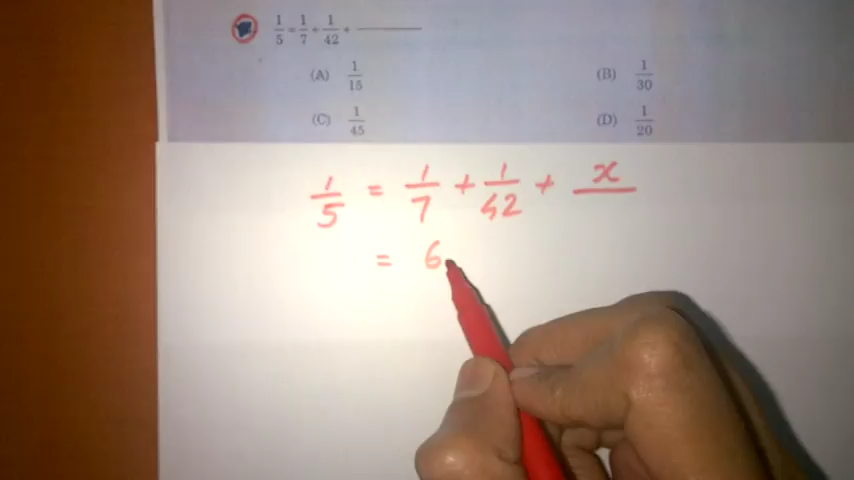 1/5 = 1/7 + 1/42 + ______
(A) 1/15 (B) 1/30
(C) 1/45 (D) 1/20
1/5 = 1/7 + 1/42 + x/
= 6